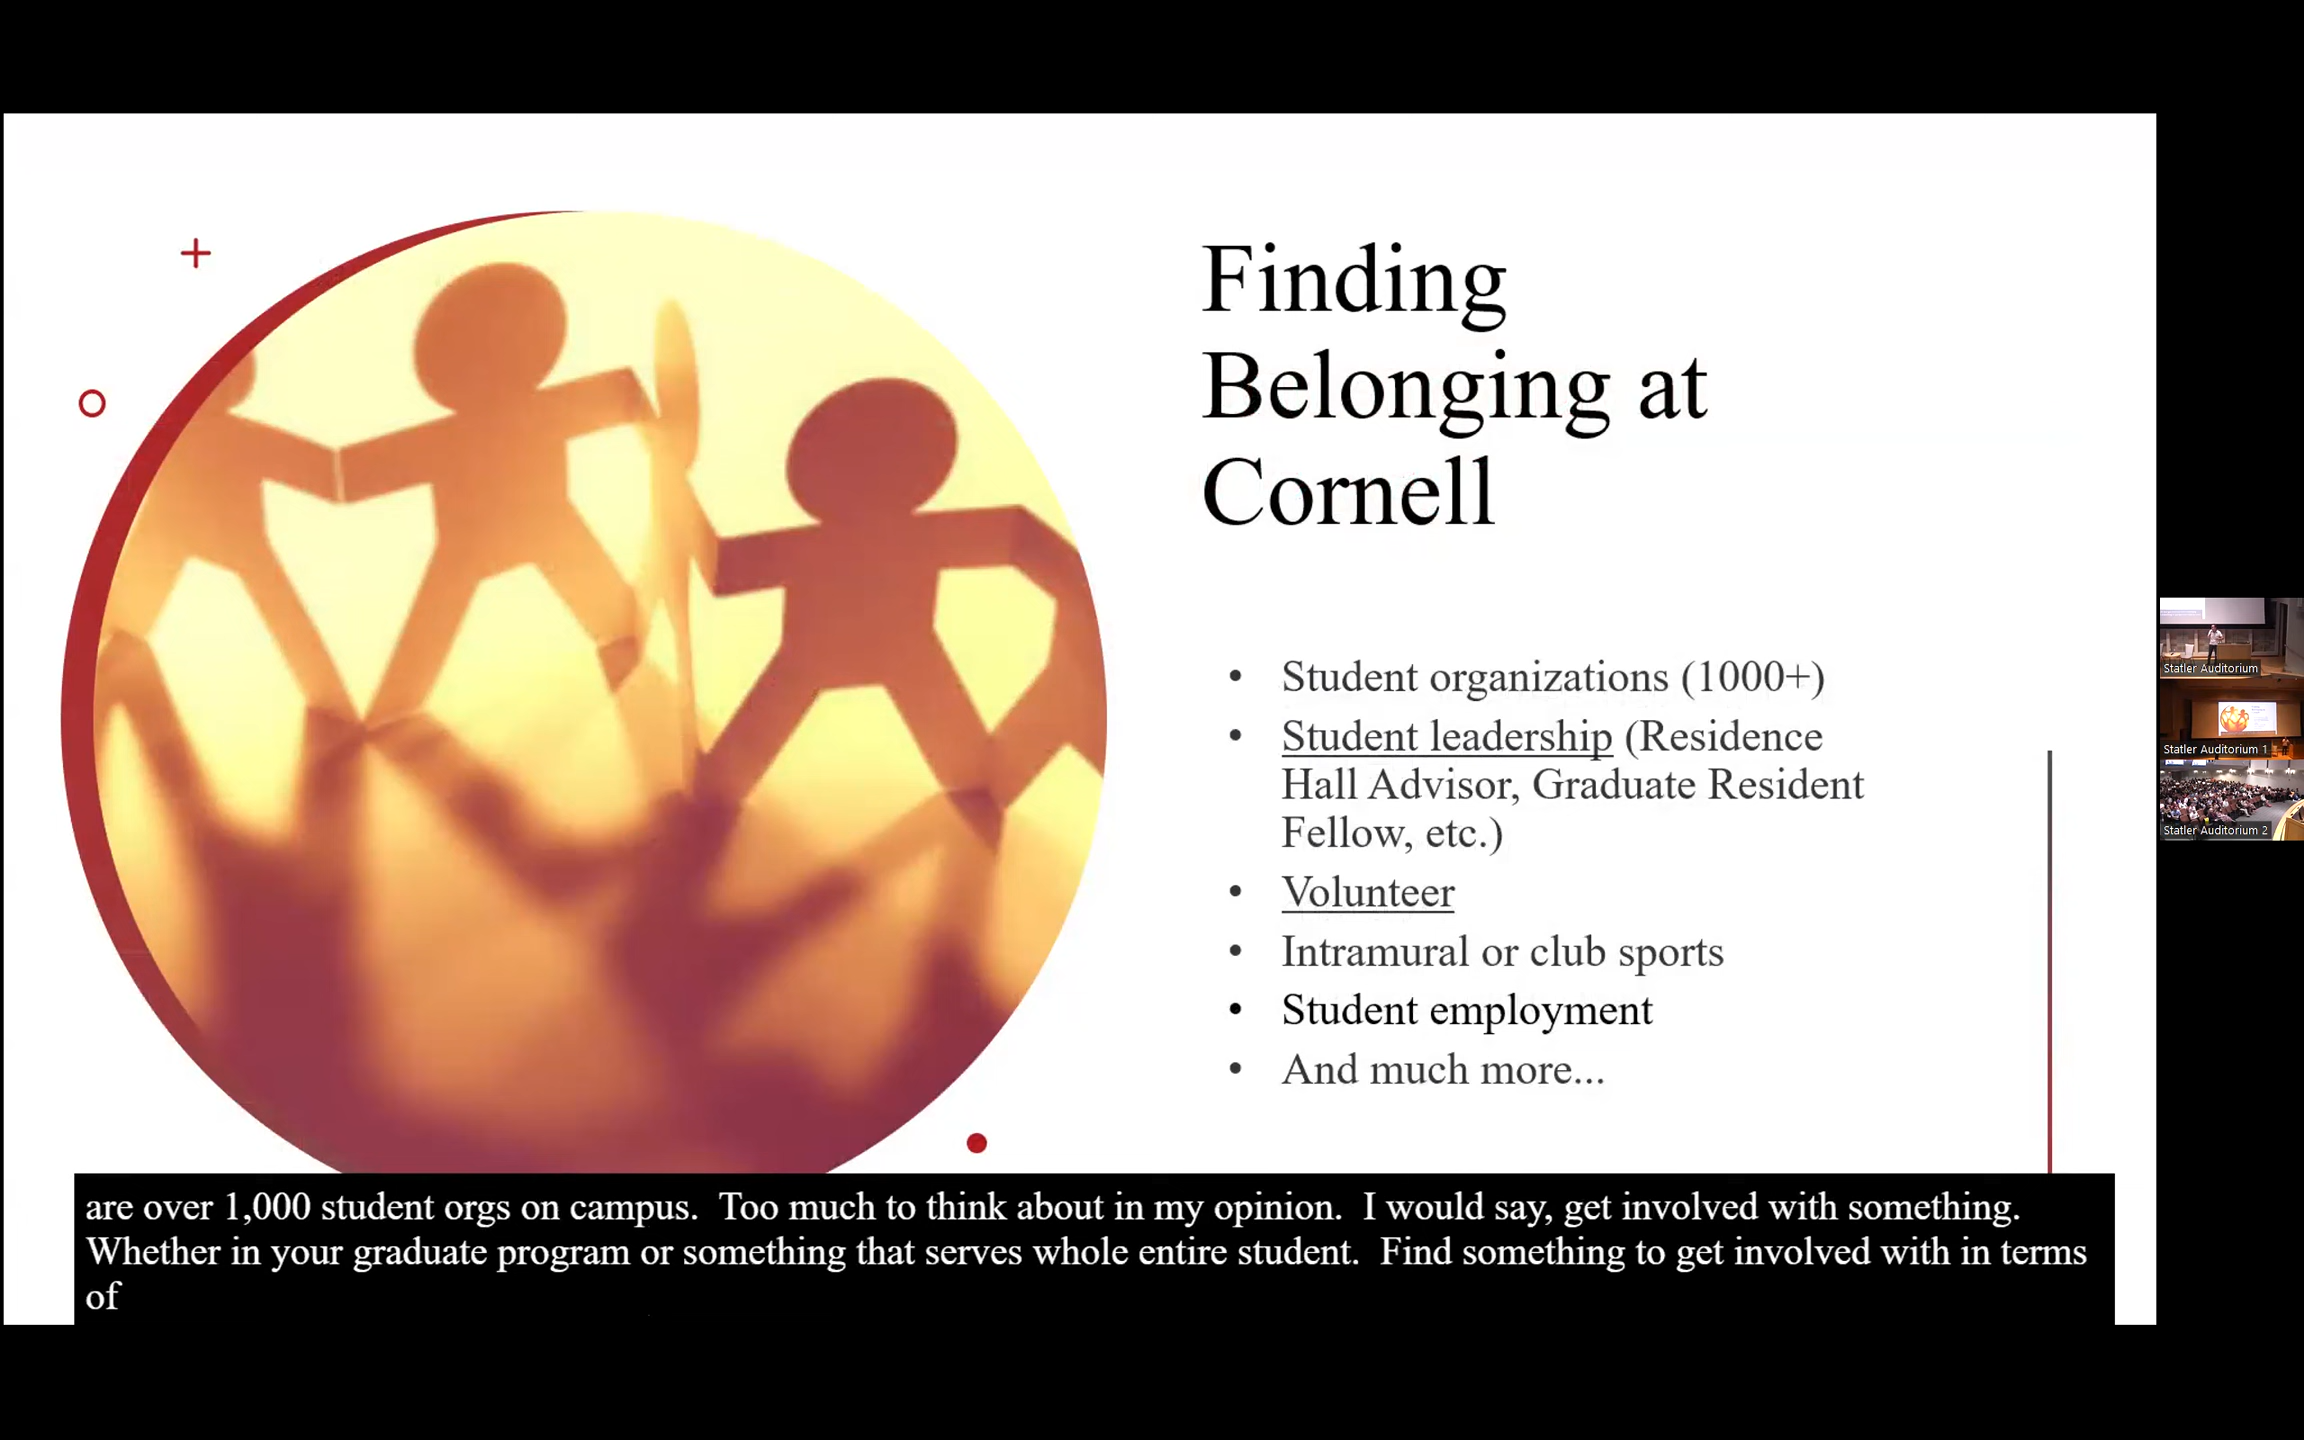 Finding
Belonging at
Cornell
• Student organizations (1000+)
• Student leadership (Residence
Hall Advisor, Graduate Resident
Fellow, etc.)
• Volunteer
• Intramural or club sports
• Student employment
• And much more...
are over 1,000 student orgs on campus.  Too much to think about in my opinion.  I would say, get involved with something.
Whether in your graduate program or something that serves whole entire student.  Find something to get involved with in terms
of
Statler Auditorium
Statler Auditorium 1
Statler Auditorium 2